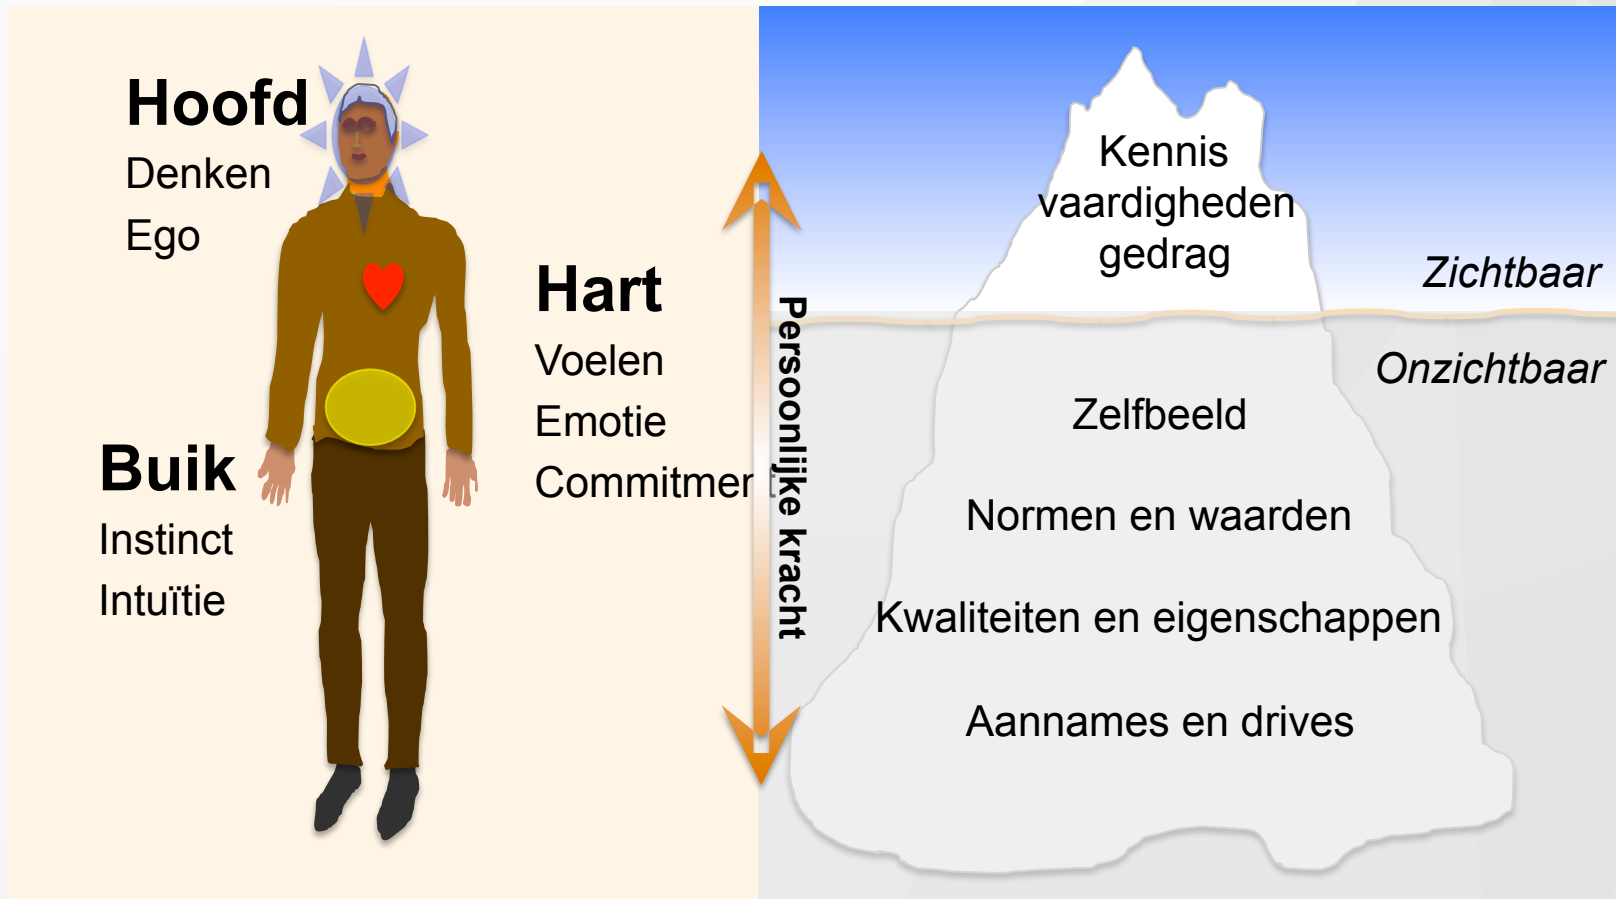 Hoofd
Denken
Ego
Hart
Voelen
Emotie
Commitment
Buik
Instinct
Intuïtie
Persoonlijke kracht
Kennis
vaardigheden
gedrag
Zichtbaar
Onzichtbaar
Zelfbeeld
Normen en waarden
Kwaliteiten en eigenschappen
Aannames en drives